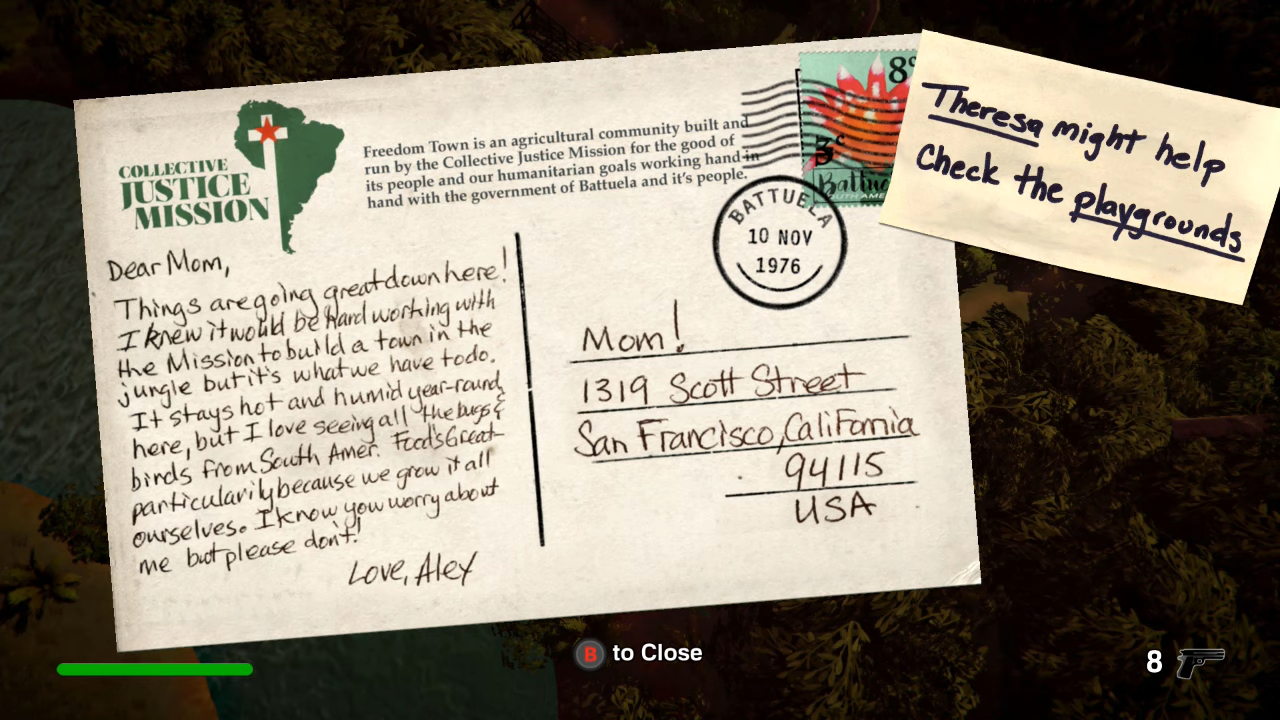 COLLECTIVE
JUSTICE
MISSION
Freedom Town is an agricultural community built and
run by the Collective Justice Mission for the good of
its people and our humanitarian goals working hand in
hand with the government of Battuela and it's people.
8c
3c
BATTUELA
10 NOV
1976
Theresa might help
Check the playgrounds
Dear Mom,
Things are going great down here!
I knew it would be hard working with
the Mission to build a town in the
jungle but it's what we have to do.
It stays hot and humid year-round
here, but I love seeing all the bugs &
birds from South Amer. Food's Great
particularily because we grow it all
ourselves. I know you worry about
me but please don't!
Love, Alex
Mom!
1319 Scott Street
San Francisco, California
94115
USA
B to Close
8